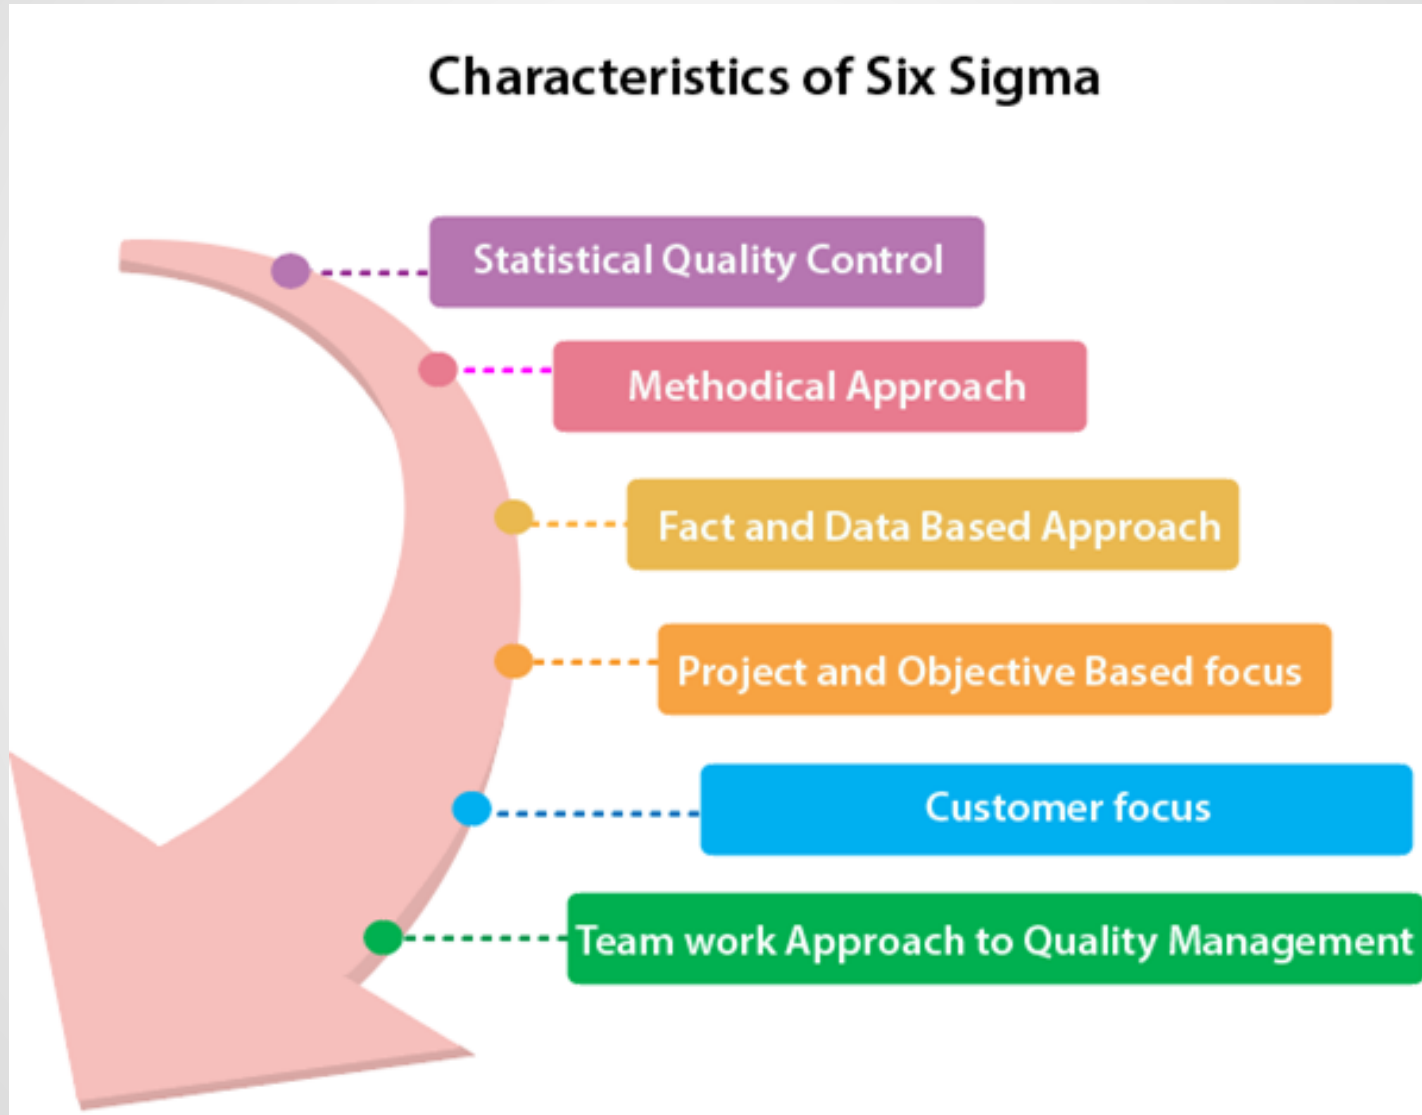 Characteristics of Six Sigma
Statistical Quality Control
Methodical Approach
Fact and Data Based Approach
Project and Objective Based focus
Customer focus
Team work Approach to Quality Management